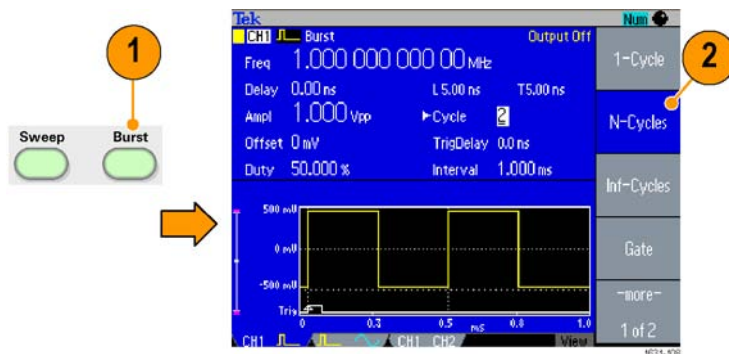 1
2
Sweep
Burst
Tek
Num
CH1 Burst Output Off
Freq 1.000 000 000 00 MHz
Delay 0.00 ns L 5.00 ns T5.00 ns
Ampl 1.000 Vpp Cycle 2
Offset 0 mV TrigDelay 0.0 ns
Duty 50.000 % Interval 1.000 ms
1-Cycle
N-Cycles
Inf-Cycles
Gate
-more-
1 of 2
500 mV
0 mV
-500 mV
Trig
0 0.3 0.5 ms 0.8 1.0
CH1 CH1 CH2 View